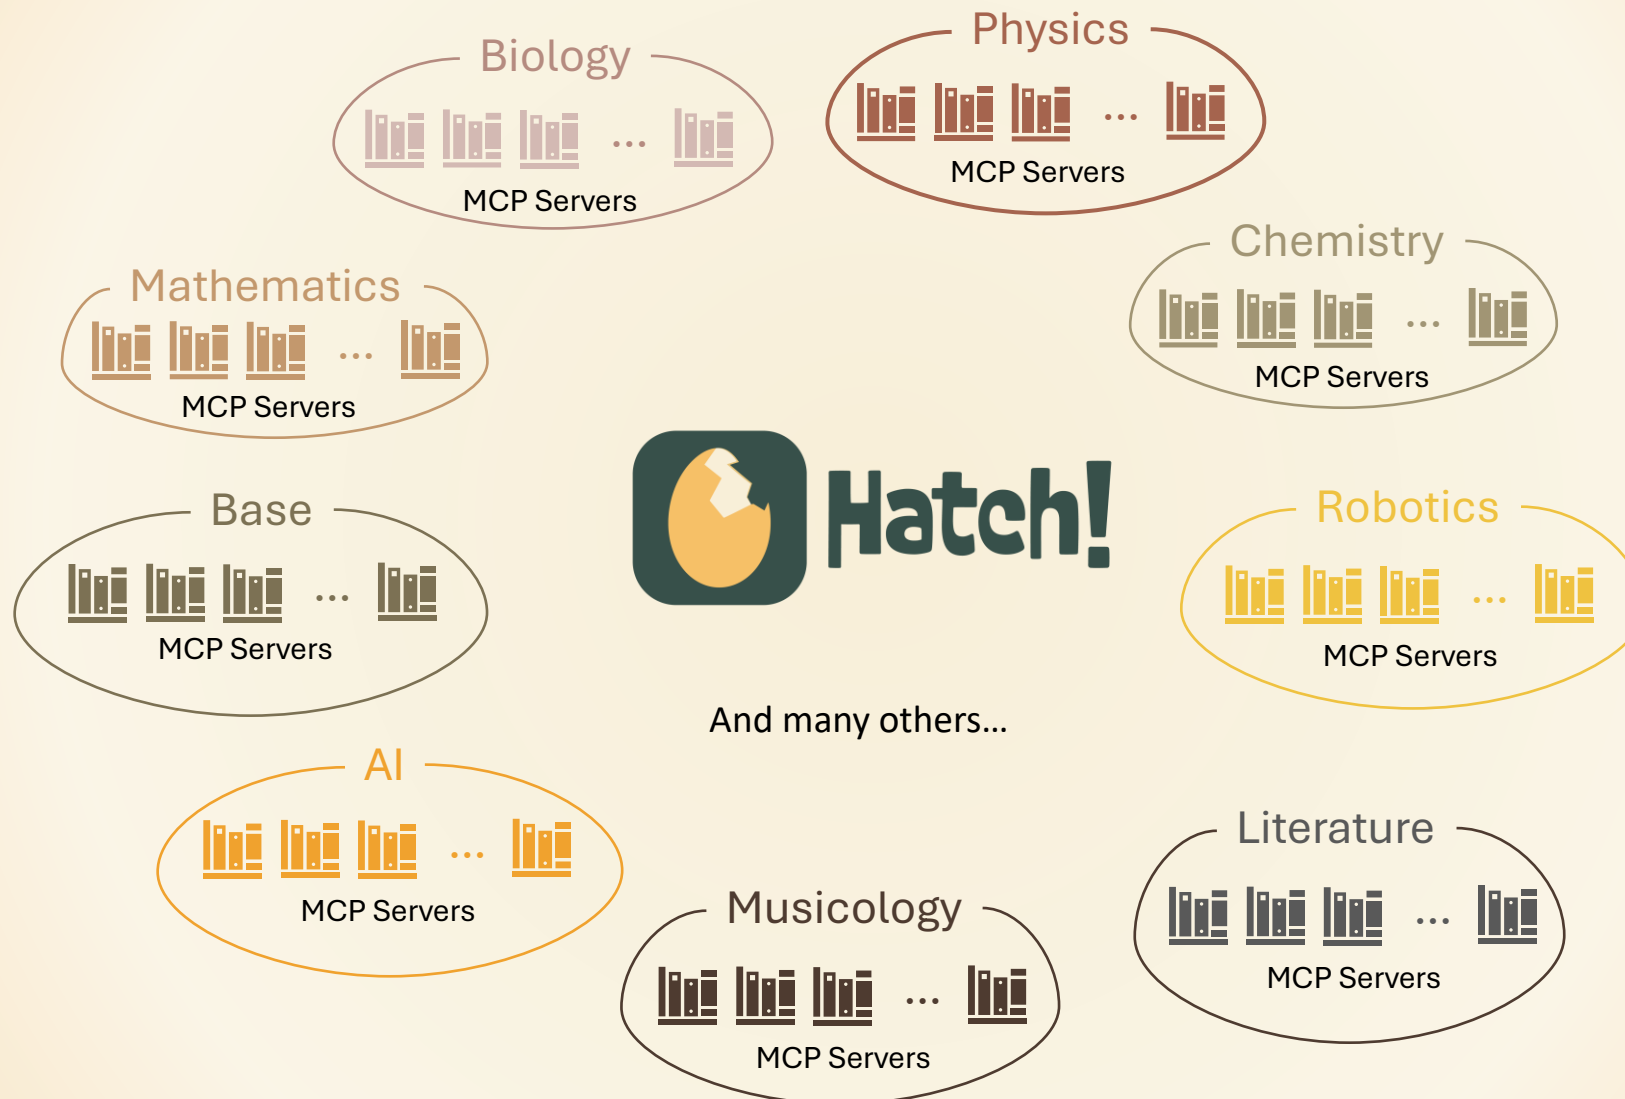 Physics
...
MCP Servers
Biology
...
MCP Servers
Chemistry
...
MCP Servers
Mathematics
...
MCP Servers
Hatch!
Base
...
MCP Servers
Robotics
...
MCP Servers
And many others...
AI
...
MCP Servers
Literature
...
MCP Servers
Musicology
...
MCP Servers